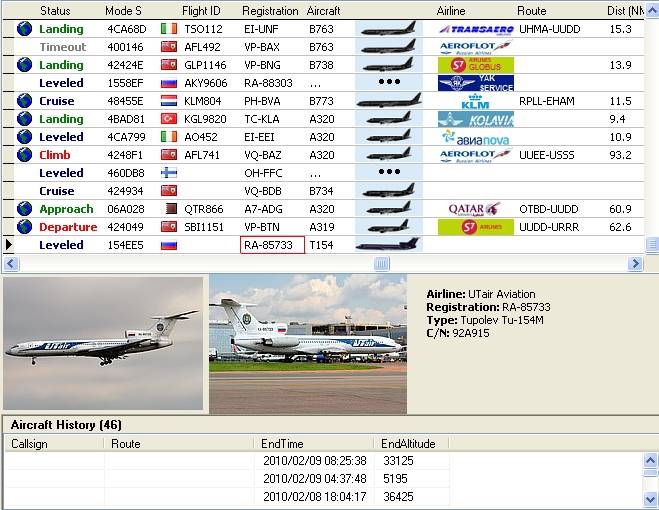 Status Mode S Flight ID Registration Aircraft Airline Route Dist (NM
Landing 4CA68D TSO112 EI-UNF B763 TRANSAERO UHMA-UUDD 15.3
Timeout 400146 AFL492 VP-BAX B763 AEROFLOT
Landing 42424E GLP1146 VP-BNG B738 S7 AIRLINES GLOBUS 13.9
Leveled 1558EF AKY9606 RA-88303 ... YAK SERVICE
Cruise 48455E KLM804 PH-BVA B773 KLM RPLL-EHAM 11.5
Landing 4BAD81 KGL9820 TC-KLA A320 KOLAVIA 9.4
Leveled 4CA799 AO452 EI-EEI A320 авиаnova 10.9
Climb 4248F1 AFL741 VQ-BAZ A320 AEROFLOT UUEE-USSS 93.2
Leveled 460DB8 OH-FFC ...
Cruise 424934 VQ-BDB B734
Approach 06A028 QTR866 A7-ADG A320 QATAR OTBD-UUDD 60.9
Departure 424049 SBI1151 VP-BTN A319 S7 AIRLINES UUDD-URRR 62.6
Leveled 154EE5 RA-85733 T154
UTair
UTair
Airline: UTair Aviation
Registration: RA-85733
Type: Tupolev Tu-154M
C/N: 92A915
Aircraft History (46)
Callsign Route EndTime EndAltitude
2010/02/09 08:25:38 33125
2010/02/09 04:37:48 5195
2010/02/08 18:04:17 36425